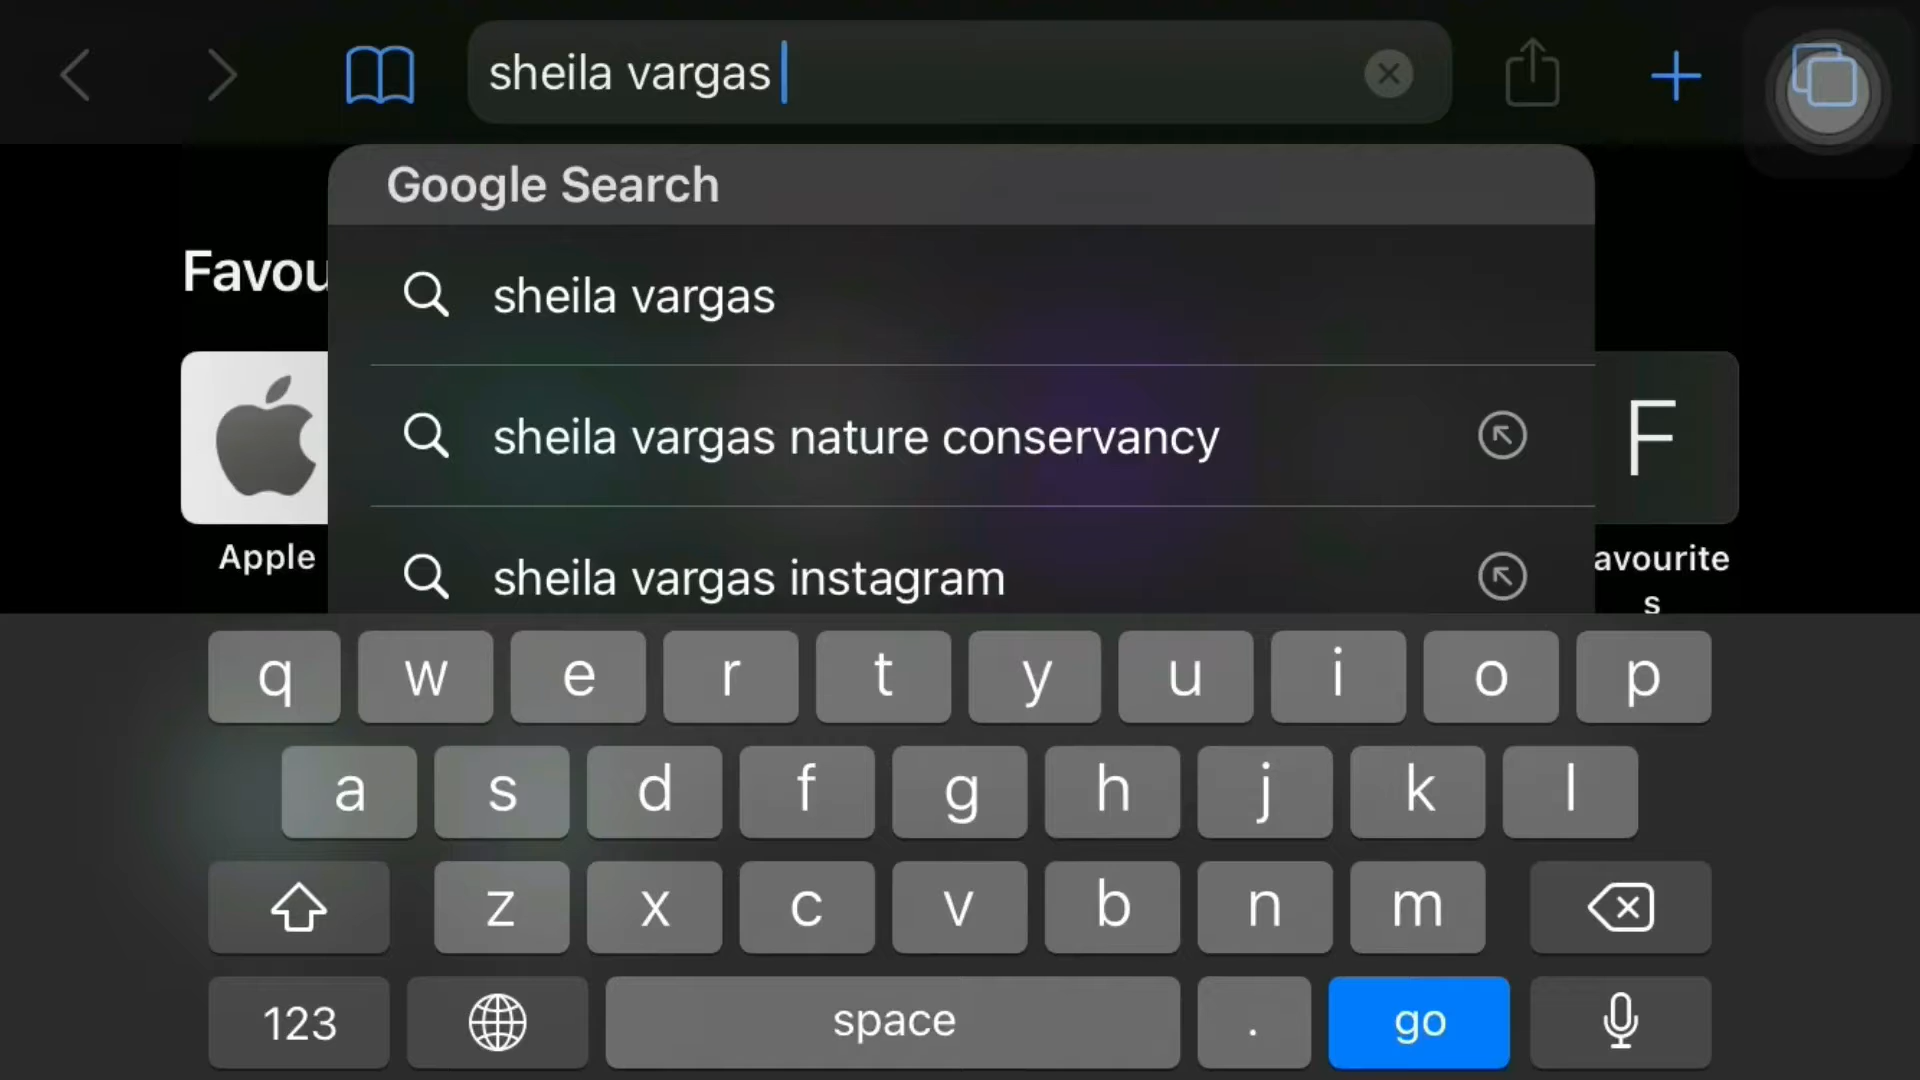 sheila vargas
Google Search
Favou
sheila vargas
sheila vargas nature conservancy
F
Apple
avourite
s
sheila vargas instagram
q w e r t y u i o p
a s d f g h j k l
z x c v b n m
123 space . go